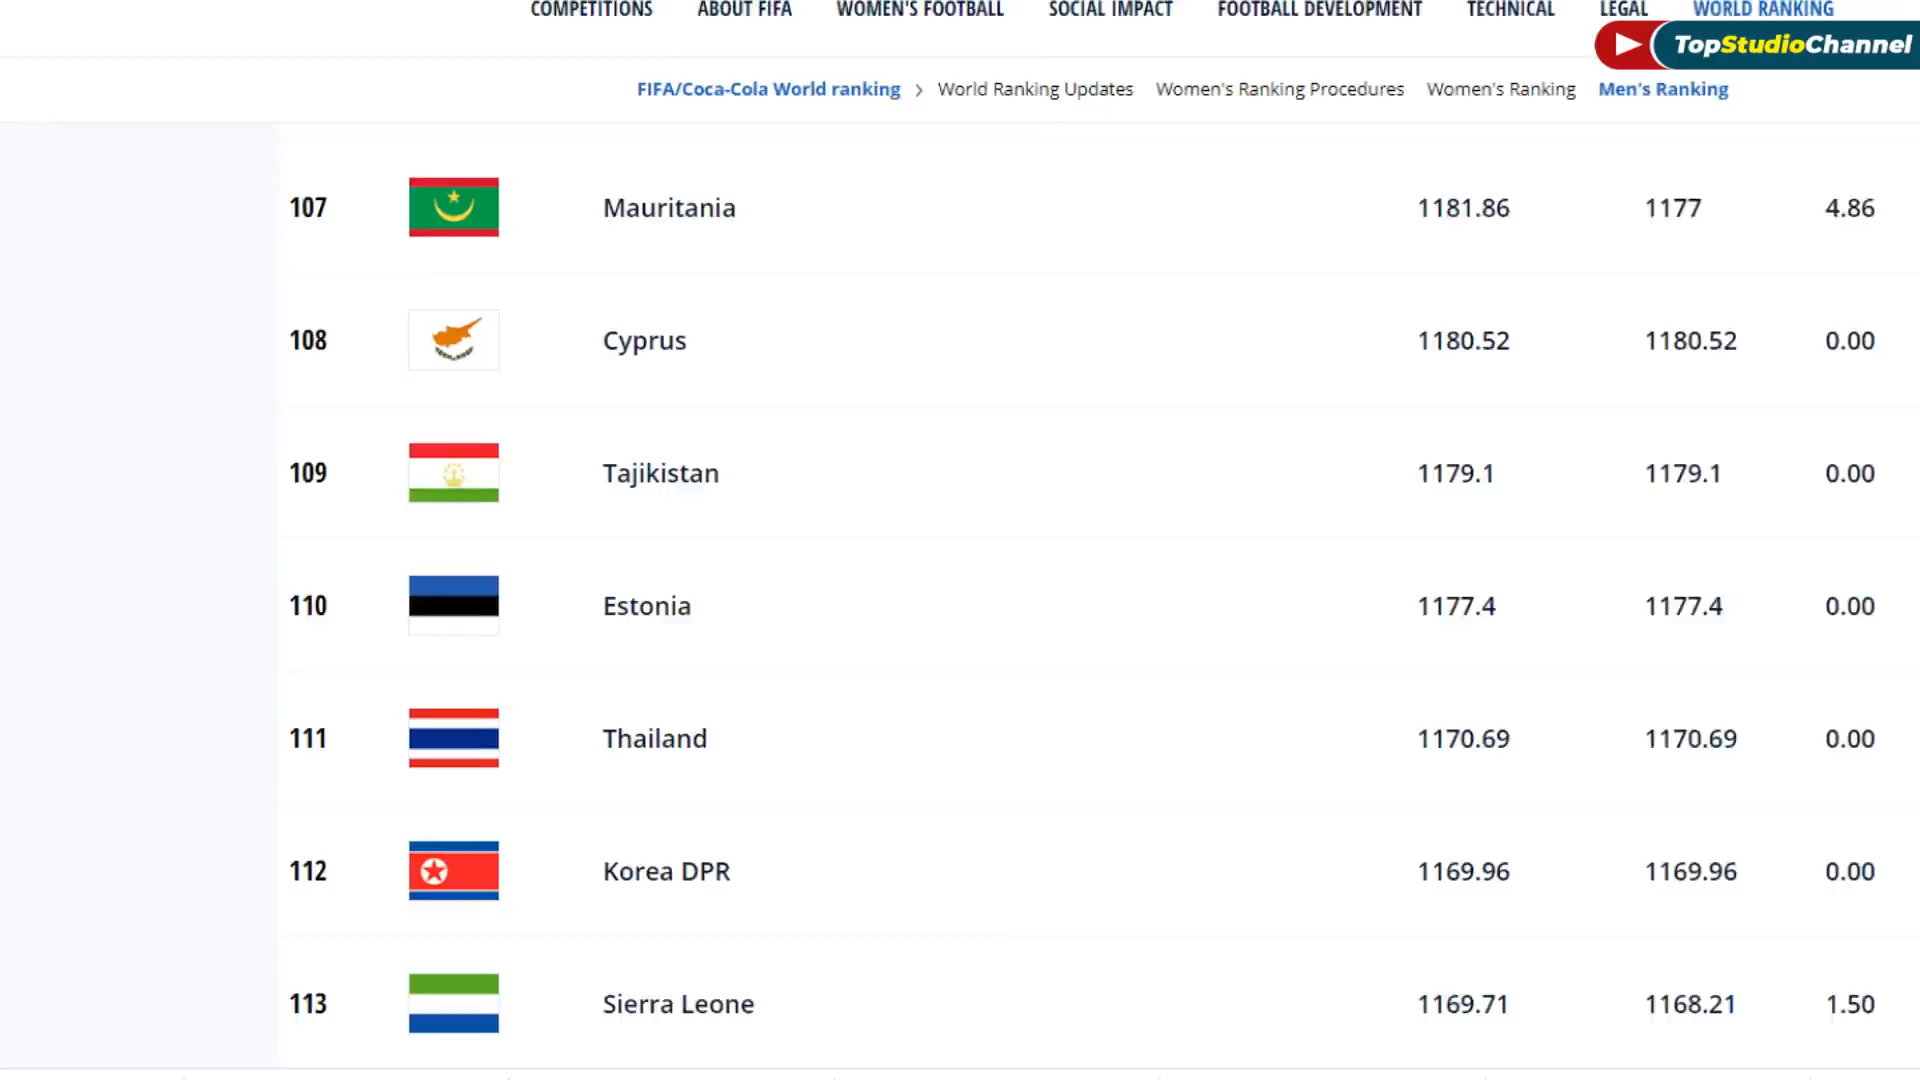 COMPETITIONS ABOUT FIFA WOMEN'S FOOTBALL SOCIAL IMPACT FOOTBALL DEVELOPMENT TECHNICAL LEGAL WORLD RANKING
TopStudioChannel
FIFA/Coca-Cola World ranking > World Ranking Updates Women's Ranking Procedures Women's Ranking Men's Ranking
107 Mauritania 1181.86 1177 4.86
108 Cyprus 1180.52 1180.52 0.00
109 Tajikistan 1179.1 1179.1 0.00
110 Estonia 1177.4 1177.4 0.00
111 Thailand 1170.69 1170.69 0.00
112 Korea DPR 1169.96 1169.96 0.00
113 Sierra Leone 1169.71 1168.21 1.50